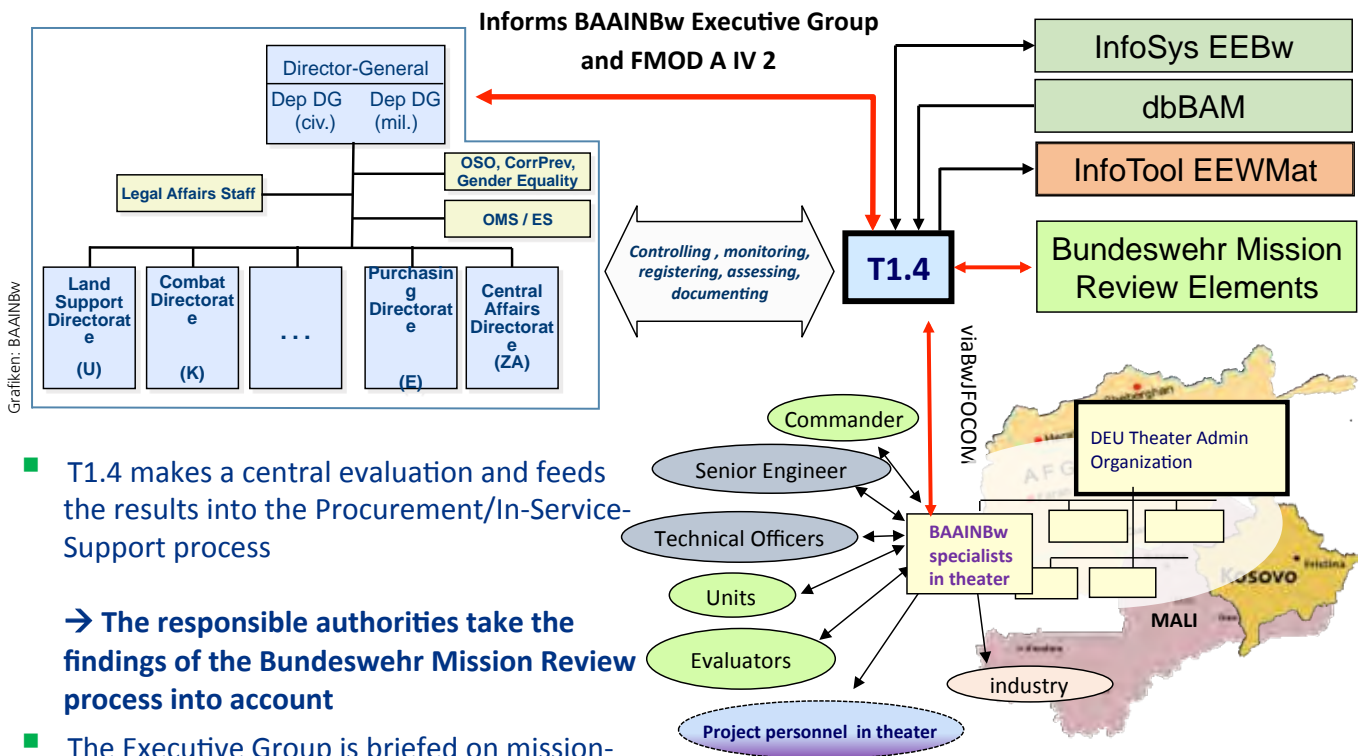 Informs BAAINBw Executive Group
and FMOD A IV 2
Director-General
Dep DG Dep DG
(civ.) (mil.)
OSO, CorrPrev,
Gender Equality
Legal Affairs Staff
OMS / ES
Land
Support
Directorat
e
(U)
Combat
Directorat
e
(K)
. . .
Purchasin
g
Directorat
e
(E)
Central
Affairs
Directorat
e
(ZA)
Grafiken: BAAINBw
Controlling , monitoring,
registering, assessing,
documenting
T1.4
InfoSys EEBw
dbBAM
InfoTool EEWMat
Bundeswehr Mission
Review Elements
viaBwJFOCOM
▪ T1.4 makes a central evaluation and feeds
the results into the Procurement/In-Service-
Support process
→ The responsible authorities take the
findings of the Bundeswehr Mission Review
process into account
▪ The Executive Group is briefed on mission-
Commander
Senior Engineer
Technical Officers
Units
Evaluators
Project personnel in theater
industry
BAAINBw
specialists
in theater
DEU Theater Admin
Organization
AFG
KOSOVO
Pristina
MALI